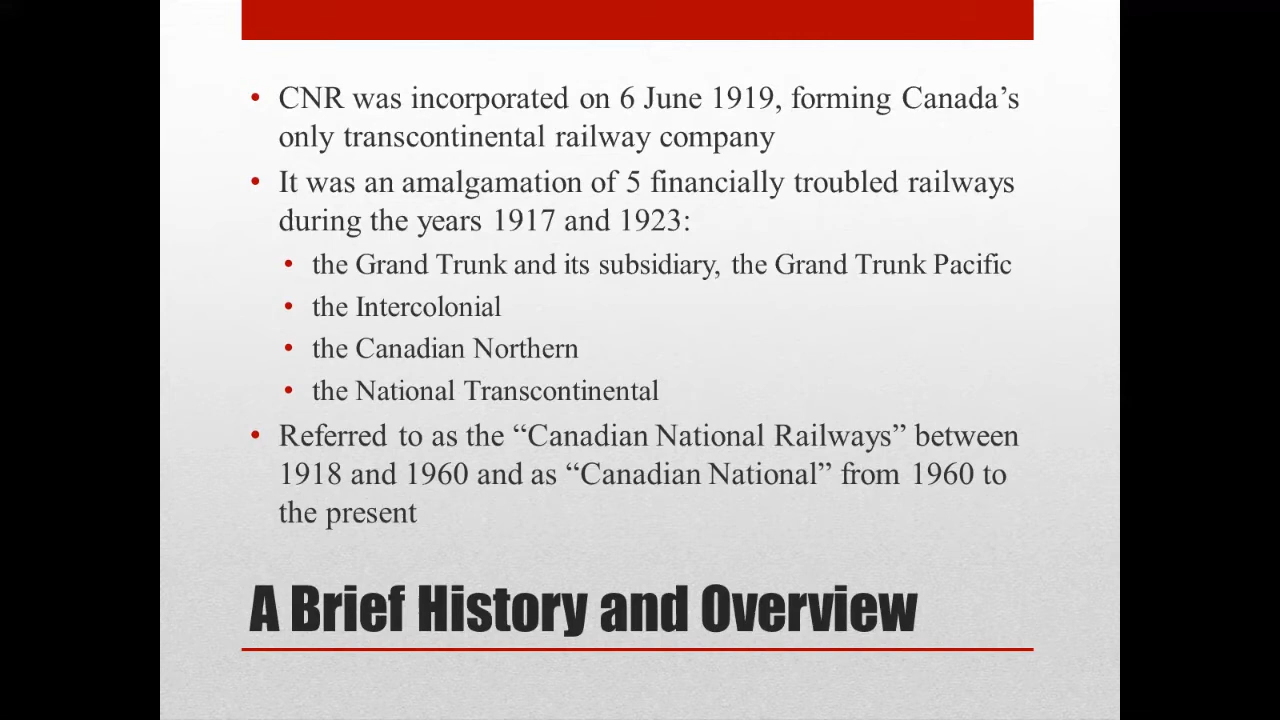 • CNR was incorporated on 6 June 1919, forming Canada’s
only transcontinental railway company
• It was an amalgamation of 5 financially troubled railways
during the years 1917 and 1923:
• the Grand Trunk and its subsidiary, the Grand Trunk Pacific
• the Intercolonial
• the Canadian Northern
• the National Transcontinental
• Referred to as the “Canadian National Railways” between
1918 and 1960 and as “Canadian National” from 1960 to
the present
A Brief History and Overview